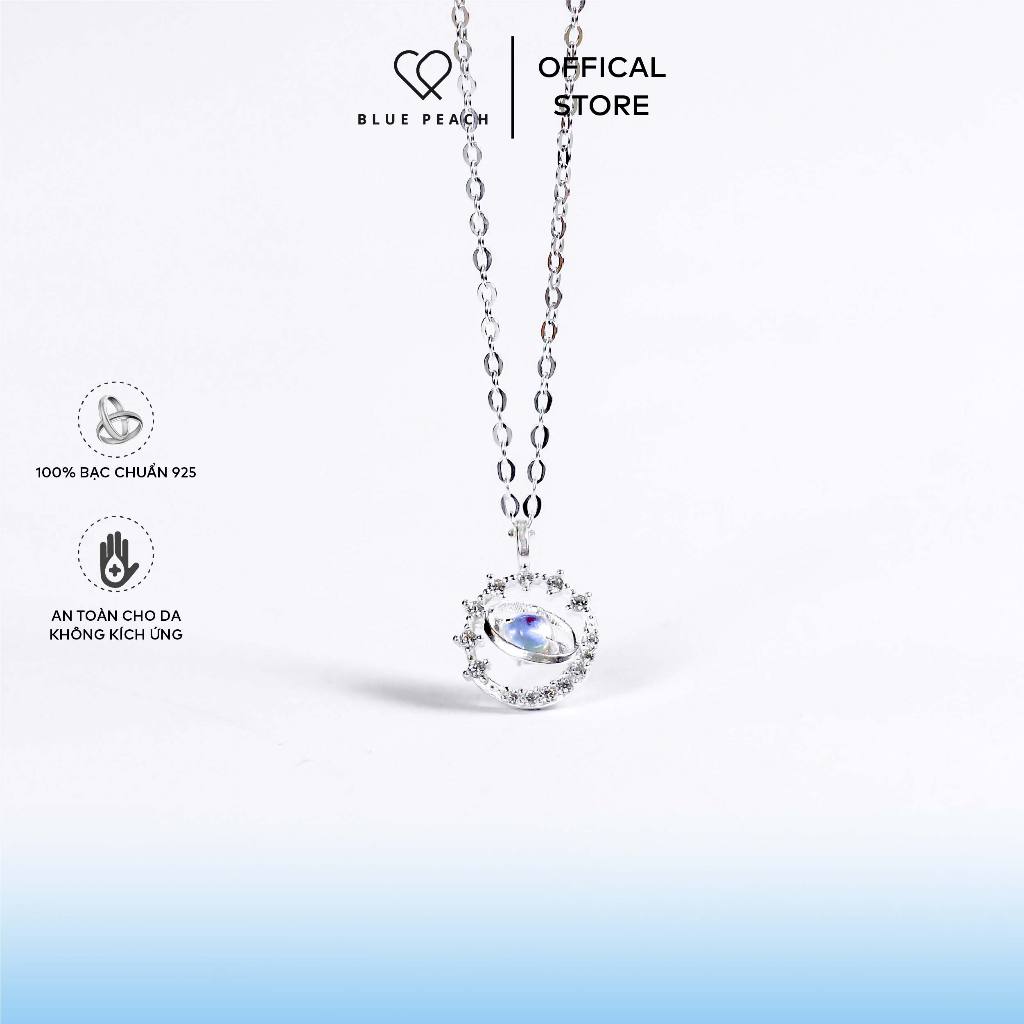 BLUE PEACH
OFFICAL
STORE
100% BẠC CHUẨN 925
AN TOÀN CHO DA
KHÔNG KÍCH ỨNG